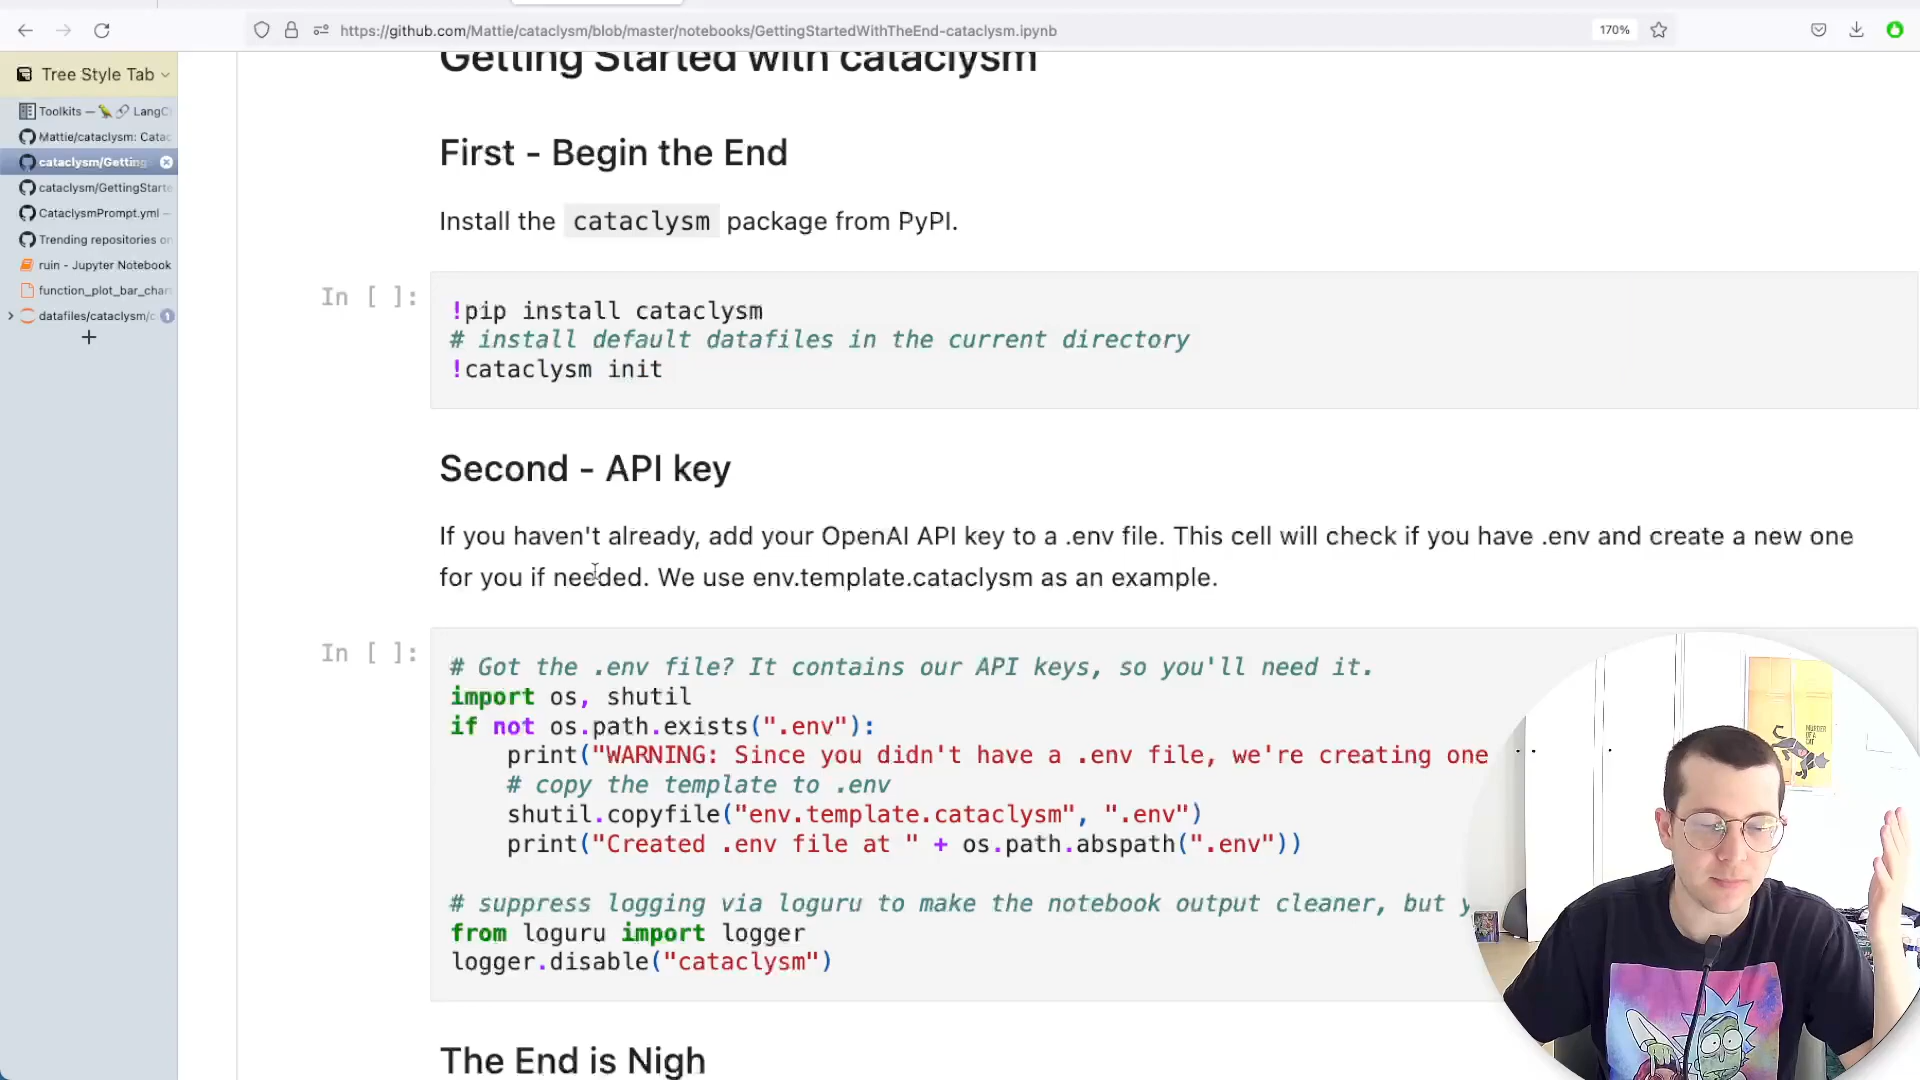 https://github.com/Mattie/cataclysm/blob/master/notebooks/GettingStartedWithTheEnd-cataclysm.ipynb
170%
Tree Style Tab
Toolkits — 🦜🔗 LangC
Mattie/cataclysm: Catac
cataclysm/Getting
cataclysm/GettingStarte
CataclysmPrompt.yml —
Trending repositories on
ruin - Jupyter Notebook
function_plot_bar_char
datafiles/cataclysm/c 1
Getting Started with cataclysm
First - Begin the End
Install the cataclysm package from PyPI.
In [ ]:
!pip install cataclysm
# install default datafiles in the current directory
!cataclysm init
Second - API key
If you haven't already, add your OpenAI API key to a .env file. This cell will check if you have .env and create a new one
for you if needed. We use env.template.cataclysm as an example.
In [ ]:
# Got the .env file? It contains our API keys, so you'll need it.
import os, shutil
if not os.path.exists(".env"):
print("WARNING: Since you didn't have a .env file, we're creating one
# copy the template to .env
shutil.copyfile("env.template.cataclysm", ".env")
print("Created .env file at " + os.path.abspath(".env"))
# suppress logging via loguru to make the notebook output cleaner, but y
from loguru import logger
logger.disable("cataclysm")
The End is Nigh